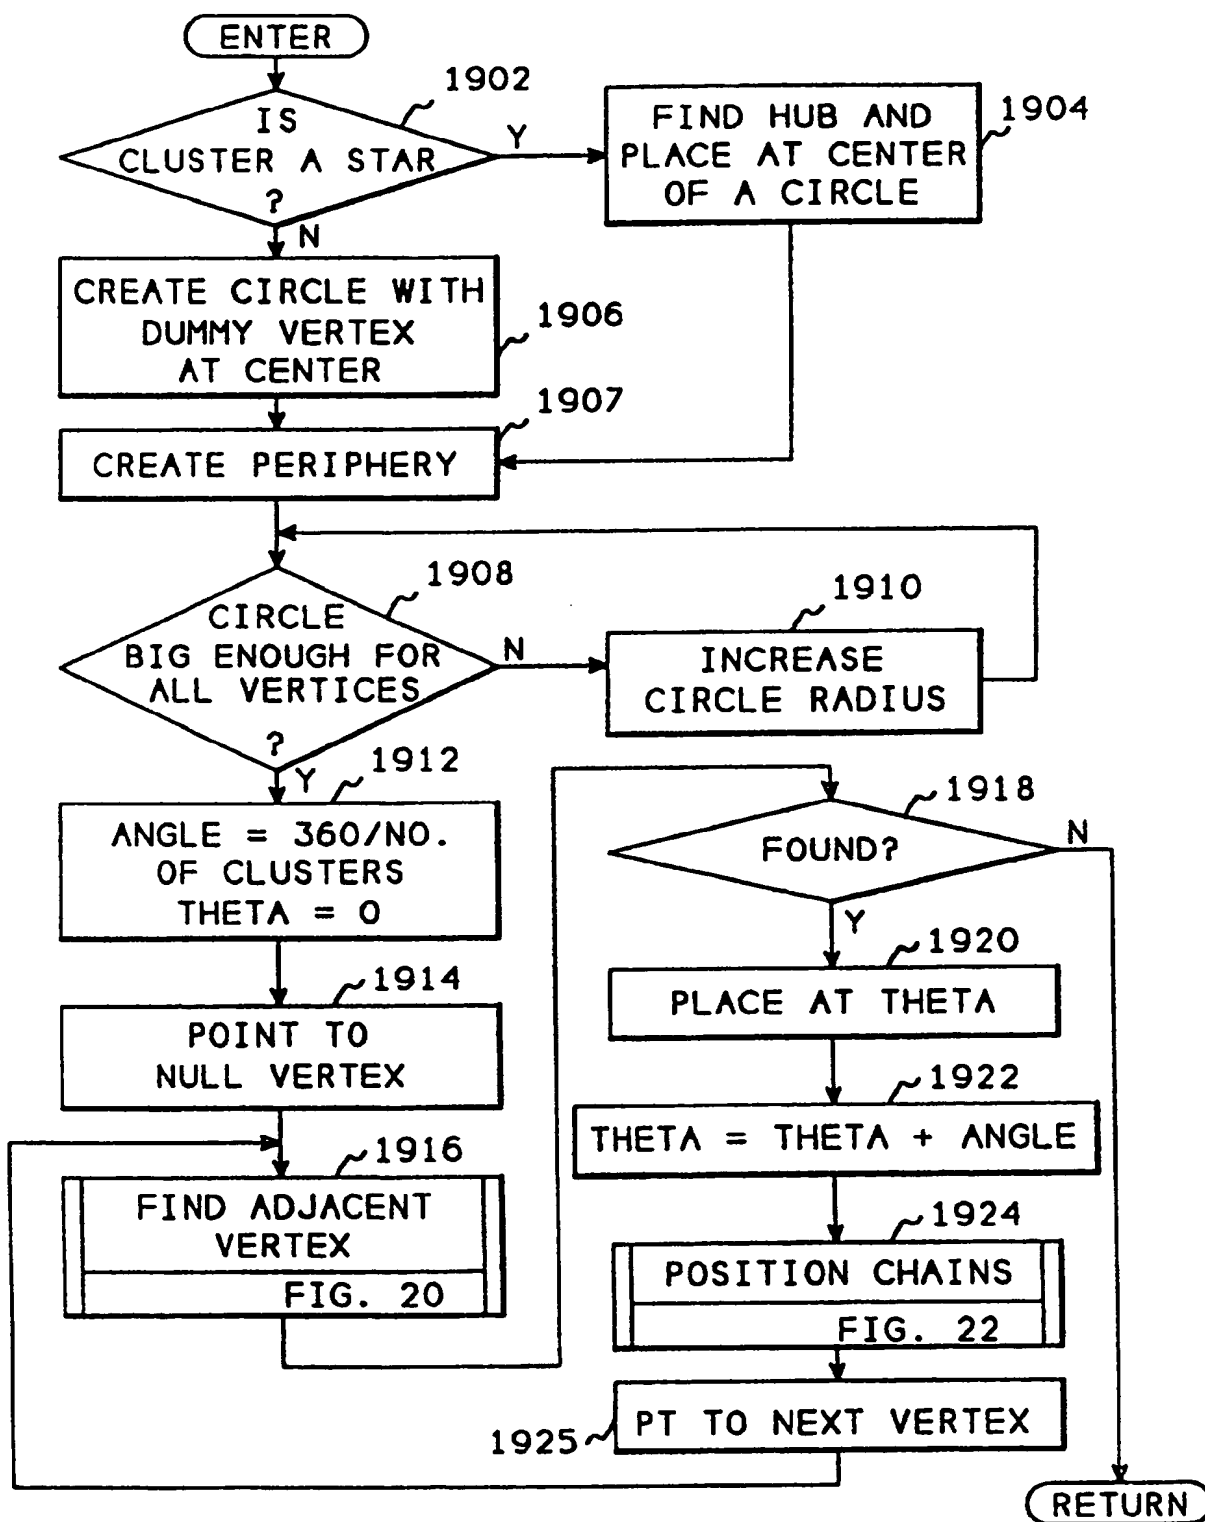 ENTER
1902
IS
CLUSTER A STAR
?
Y
N
FIND HUB AND
PLACE AT CENTER
OF A CIRCLE
1904
CREATE CIRCLE WITH
DUMMY VERTEX
AT CENTER
1906
1907
CREATE PERIPHERY
1908
CIRCLE
BIG ENOUGH FOR
ALL VERTICES
?
N
Y
1910
INCREASE
CIRCLE RADIUS
1912
ANGLE = 360/NO.
OF CLUSTERS
THETA = 0
1914
POINT TO
NULL VERTEX
1916
FIND ADJACENT
VERTEX
FIG. 20
1918
FOUND?
N
Y
1920
PLACE AT THETA
1922
THETA = THETA + ANGLE
1924
POSITION CHAINS
FIG. 22
1925
PT TO NEXT VERTEX
RETURN